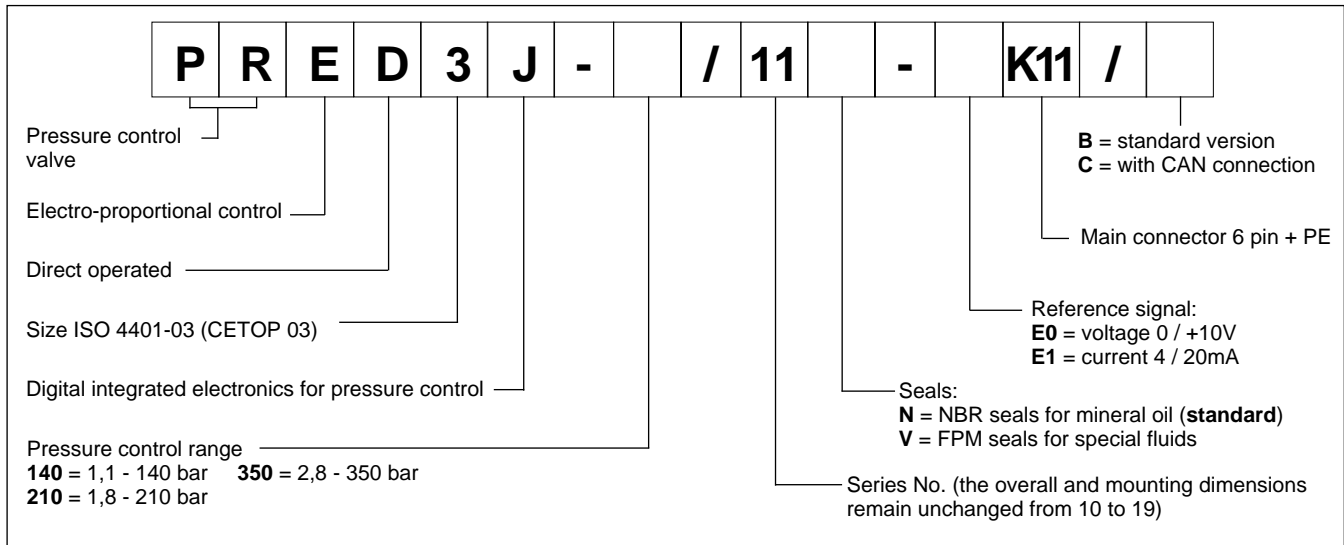 P R E D 3 J - / 11 - K11 /
Pressure control
valve
Electro-proportional control
Direct operated
Size ISO 4401-03 (CETOP 03)
Digital integrated electronics for pressure control
Pressure control range
140 = 1,1 - 140 bar 350 = 2,8 - 350 bar
210 = 1,8 - 210 bar
B = standard version
C = with CAN connection
Main connector 6 pin + PE
Reference signal:
E0 = voltage 0 / +10V
E1 = current 4 / 20mA
Seals:
N = NBR seals for mineral oil (standard)
V = FPM seals for special fluids
Series No. (the overall and mounting dimensions
remain unchanged from 10 to 19)